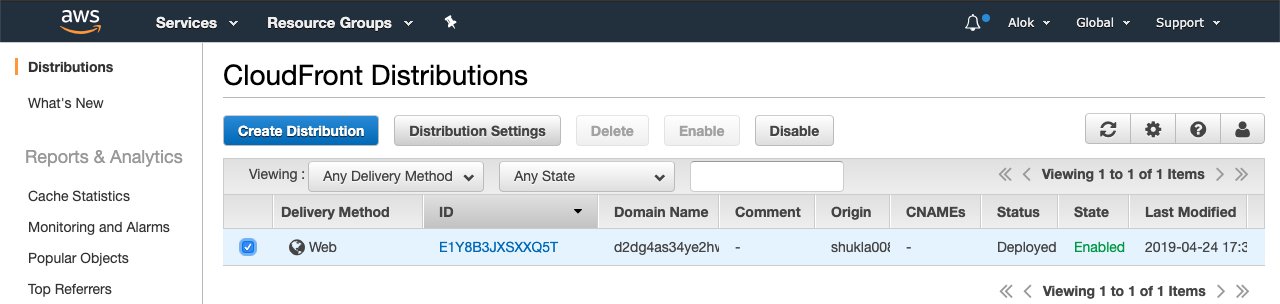 aws Services Resource Groups Alok Global Support
Distributions
What's New
Reports & Analytics
Cache Statistics
Monitoring and Alarms
Popular Objects
Top Referrers
CloudFront Distributions
Create Distribution Distribution Settings Delete Enable Disable
Viewing : Any Delivery Method Any State Viewing 1 to 1 of 1 Items
Delivery Method ID Domain Name Comment Origin CNAMEs Status State Last Modified
Web E1Y8B3JXSXXQ5T d2dg4as34ye2hv - shukla008 - Deployed Enabled 2019-04-24 17:3
Viewing 1 to 1 of 1 Items